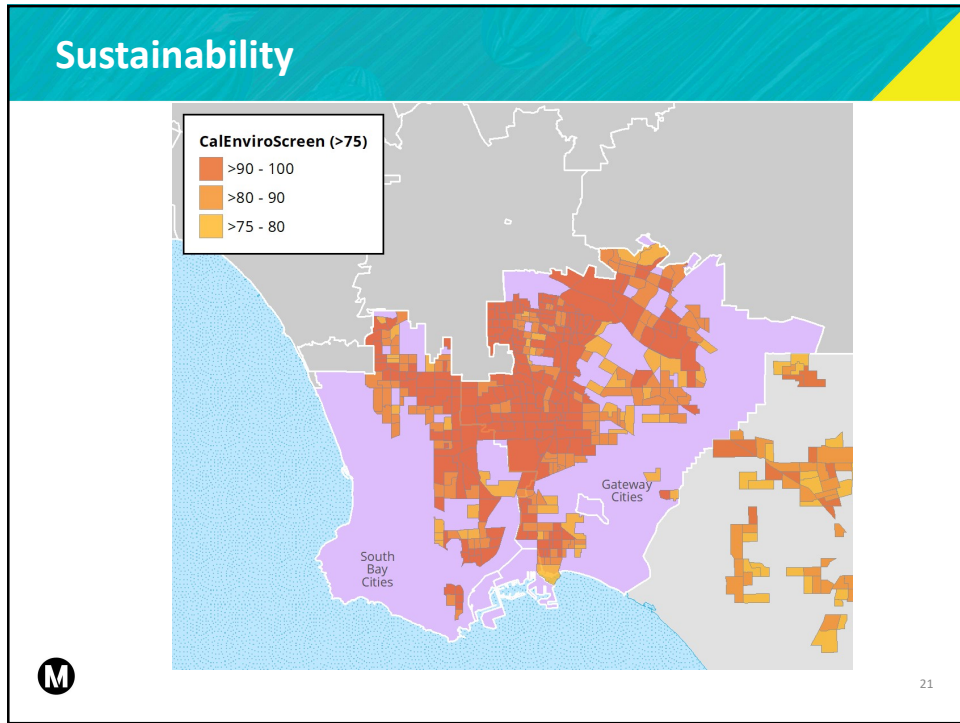 Sustainability
CalEnviroScreen (>75)
>90 - 100
>80 - 90
>75 - 80
Gateway
Cities
South
Bay
Cities
M
21